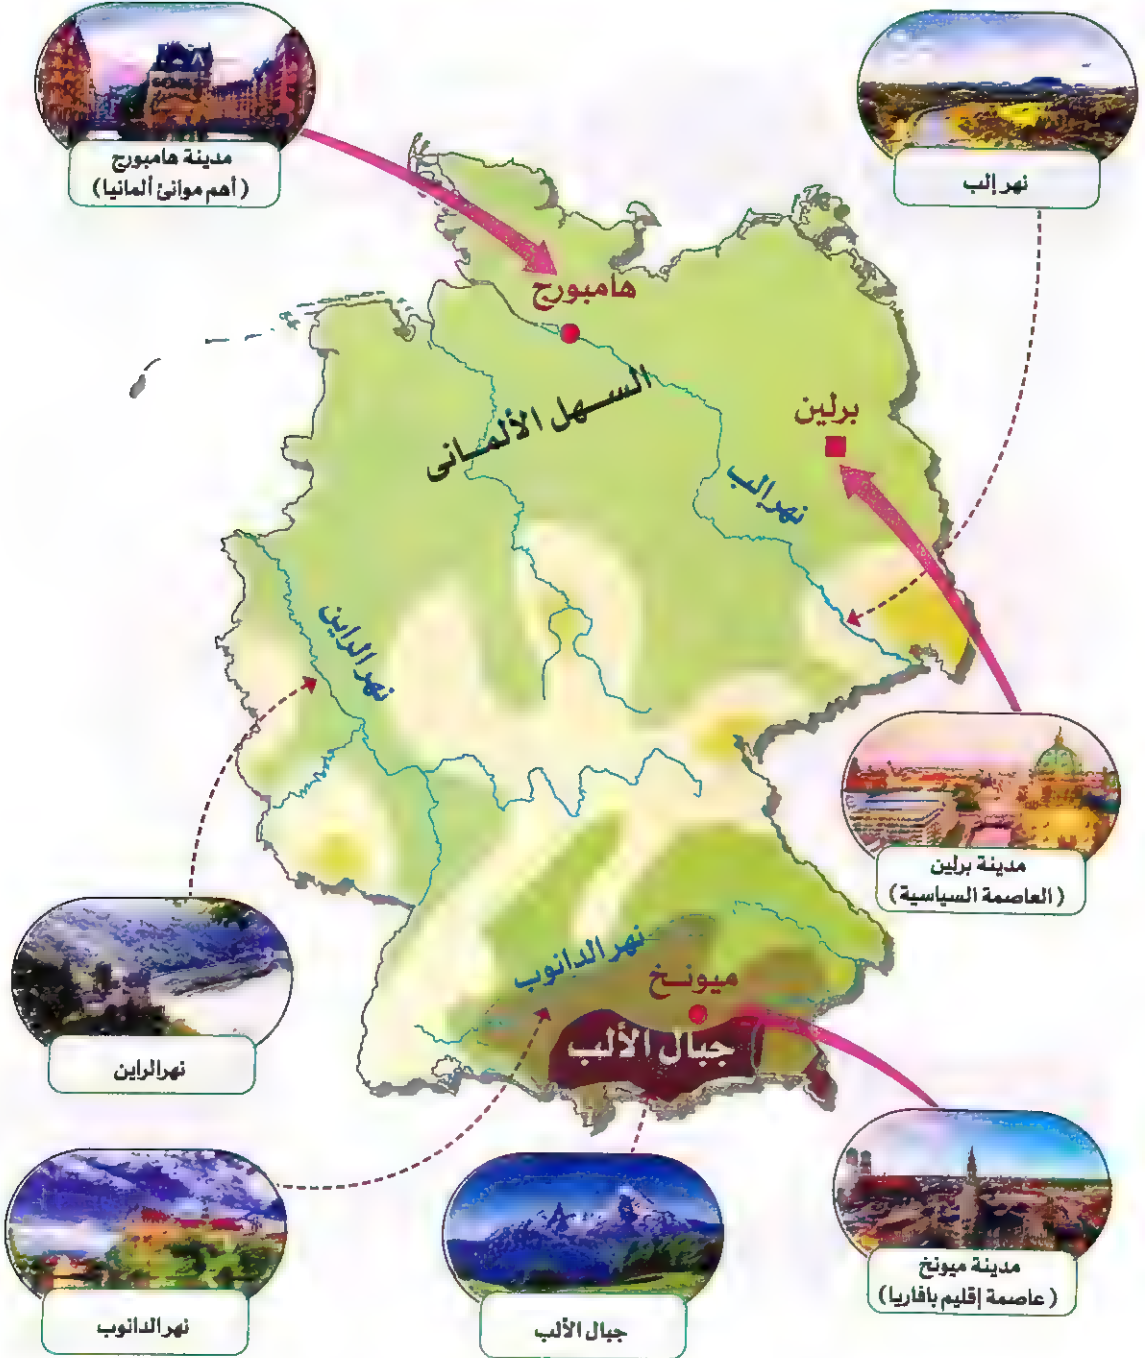 مدينة هامبورج
(أهم موانئ ألمانيا)
نهر إلب
هامبورج
السهل الألمانى
برلين
نهر إلب
نهر الراين
مدينة برلين
(العاصمة السياسية)
نهر الدانوب
ميونخ
جبال الألب
نهر الراين
مدينة ميونخ
(عاصمة إقليم بافاريا)
نهر الدانوب
جبال الألب